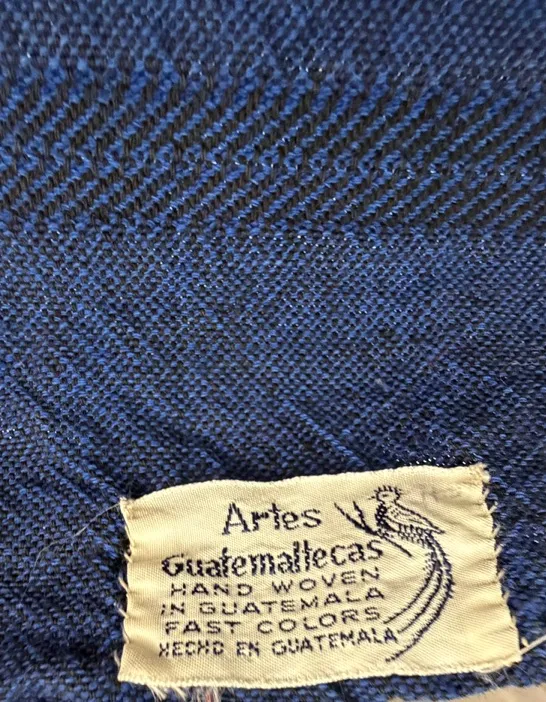 Artes
Guatemaltecas
HAND WOVEN
IN GUATEMALA
FAST COLORS
HECHO EN GUATEMALA